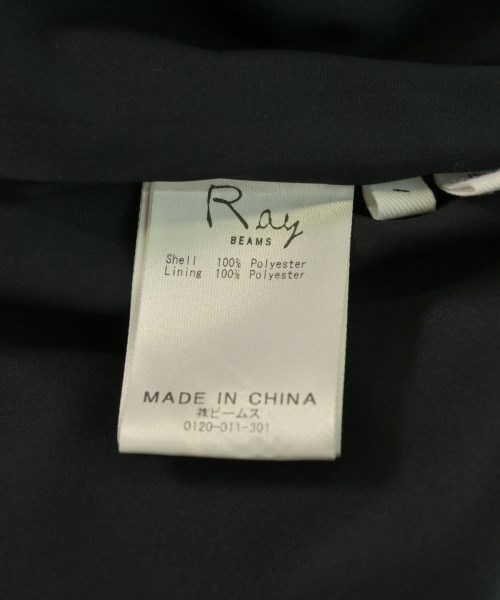 Ray
BEAMS
Shell 100% Polyester
Lining 100% Polyester
MADE IN CHINA
㈱ビームス
0120-011-301